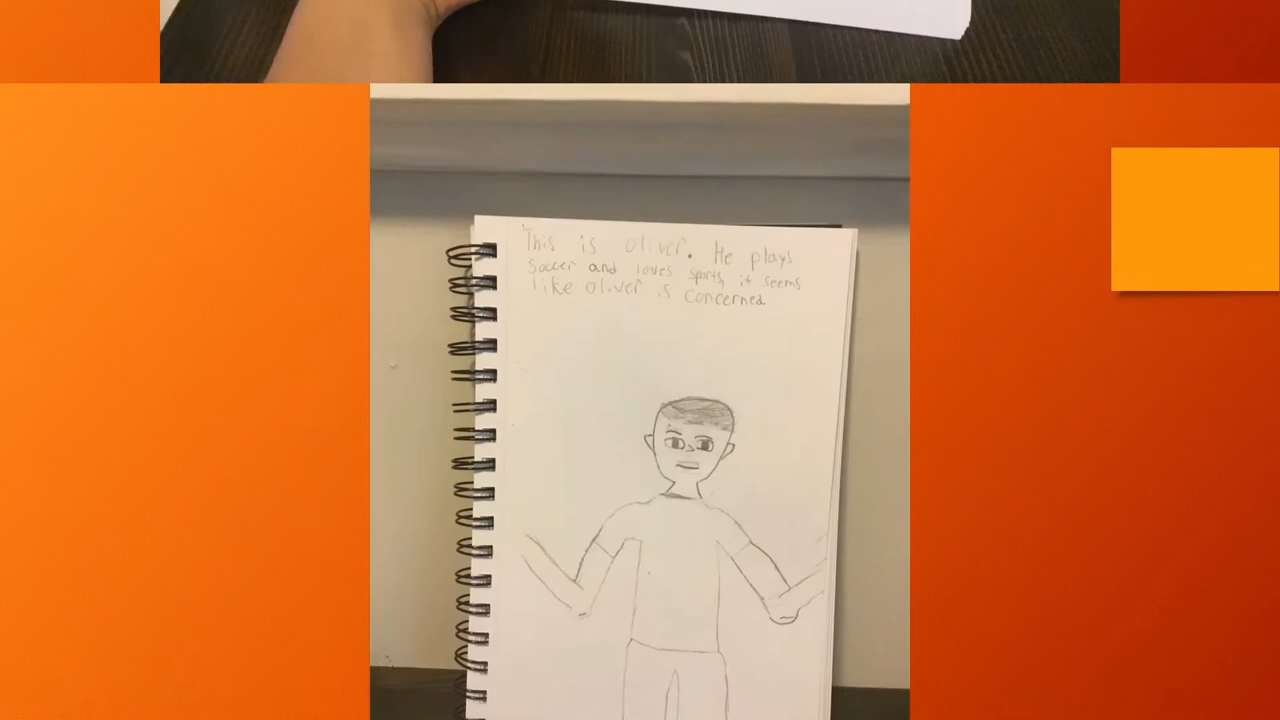 This is oliver. He plays
Soccer and loves sports, it seems
like oliver is concerned.